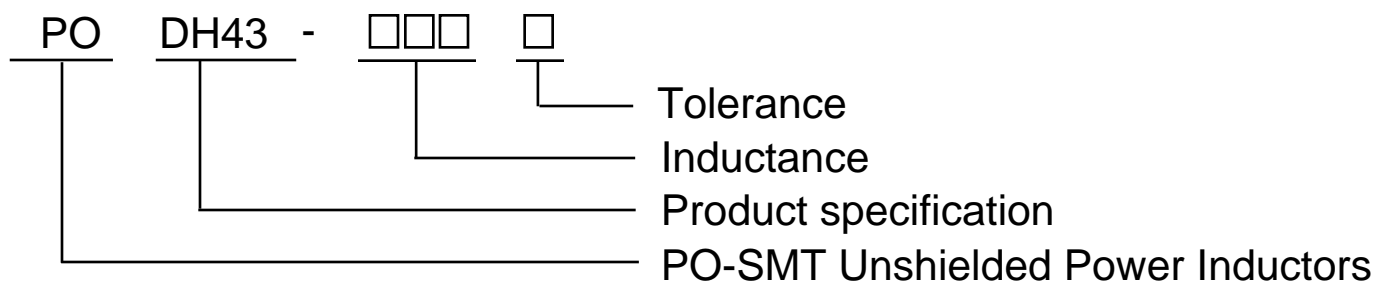 PO DH43 - □□□ □
Tolerance
Inductance
Product specification
PO-SMT Unshielded Power Inductors